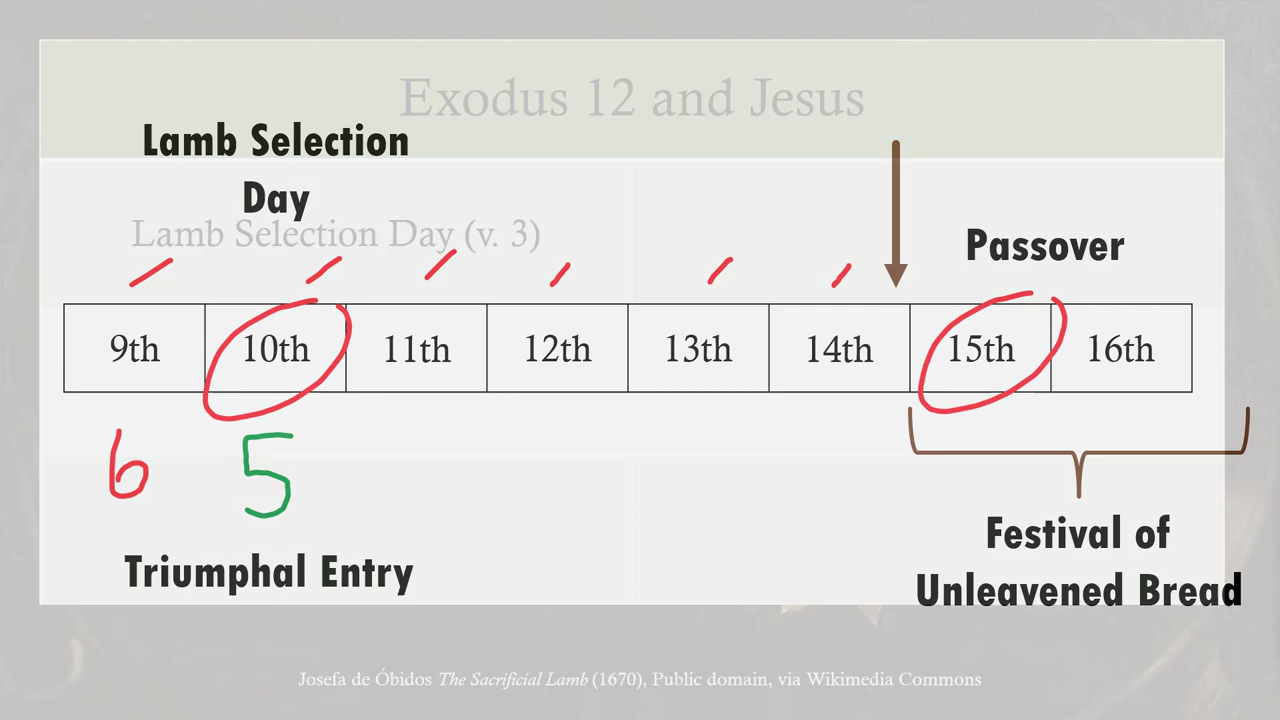 Exodus 12 and Jesus
Lamb Selection
Day
Lamb Selection Day (v. 3)
Passover
9th 10th 11th 12th 13th 14th 15th 16th
6 5
Triumphal Entry
Festival of
Unleavened Bread
Josefa de Óbidos The Sacrificial Lamb (1670), Public domain, via Wikimedia Commons